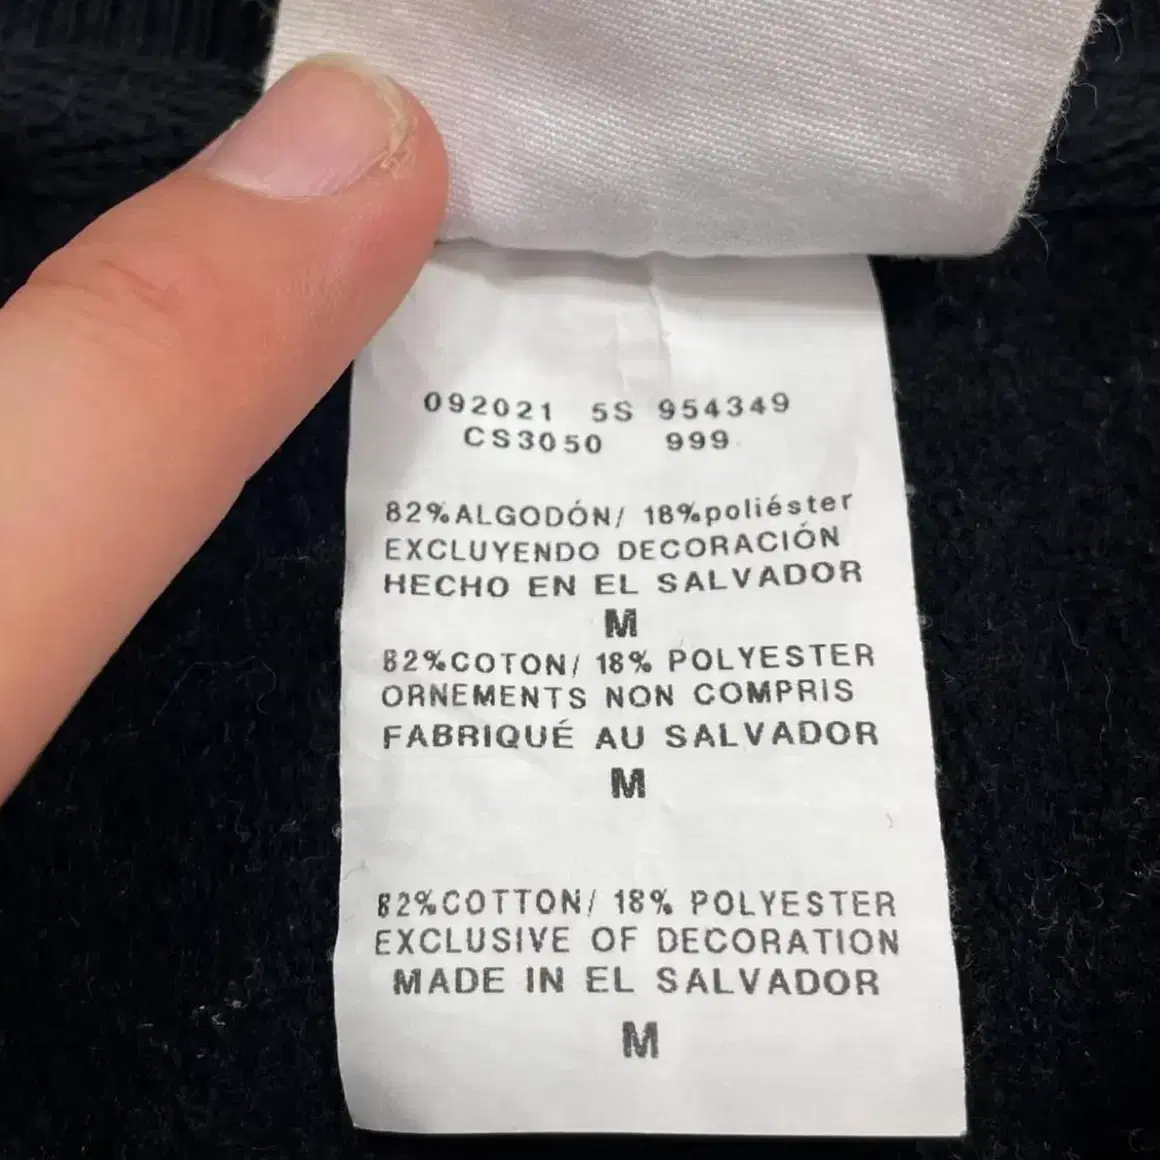 092021 5S 954349
CS3050 999
82%ALGODÓN/ 18%poliéster
EXCLUYENDO DECORACIÓN
HECHO EN EL SALVADOR
M
82%COTON/ 18% POLYESTER
ORNEMENTS NON COMPRIS
FABRIQUÉ AU SALVADOR
M
82%COTTON/ 18% POLYESTER
EXCLUSIVE OF DECORATION
MADE IN EL SALVADOR
M